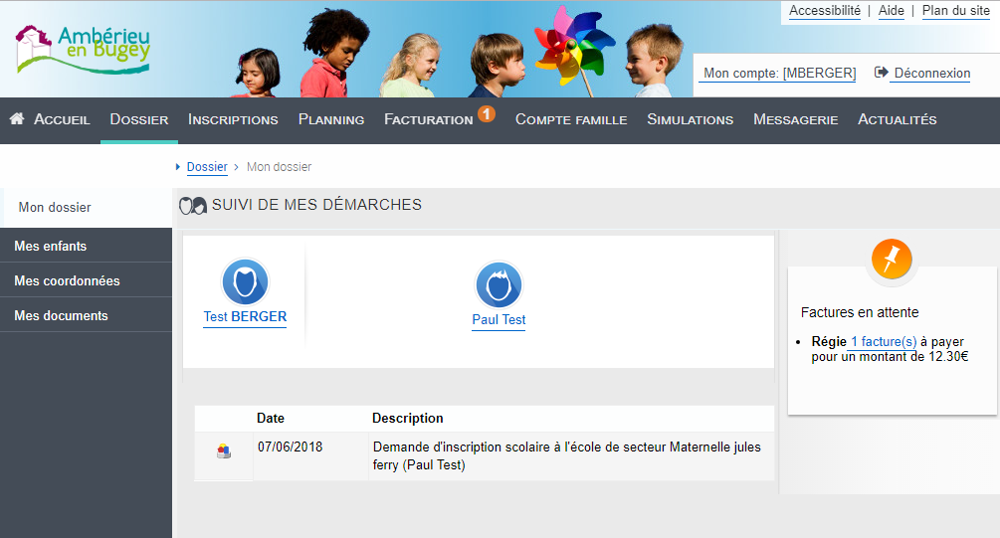 Accessibilité | Aide | Plan du site
Ambérieu
en Bugey
Mon compte: [MBERGER] Déconnexion
ACCUEIL DOSSIER INSCRIPTIONS PLANNING FACTURATION 1 COMPTE FAMILLE SIMULATIONS MESSAGERIE ACTUALITÉS
Dossier › Mon dossier
Mon dossier
Mes enfants
Mes coordonnées
Mes documents
SUIVI DE MES DÉMARCHES
Test BERGER
Paul Test
Date Description
07/06/2018 Demande d'inscription scolaire à l'école de secteur Maternelle jules
ferry (Paul Test)
Factures en attente
• Régie 1 facture(s) à payer
pour un montant de 12.30€